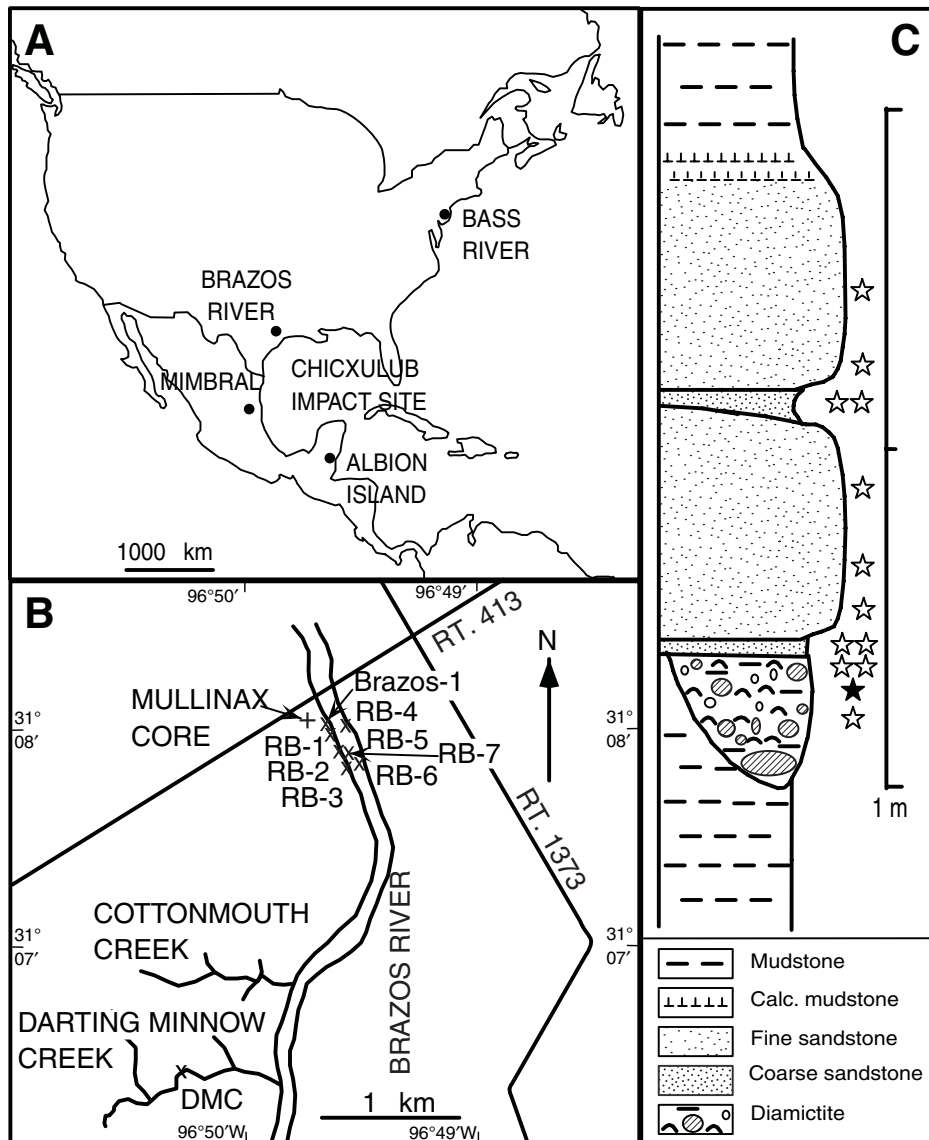 A
BASS
RIVER
BRAZOS
RIVER
CHICXULUB
IMPACT SITE
MIMBRAL
ALBION
ISLAND
1000 km
B
96°50′
96°49′
RT. 413
N
MULLINAX
CORE
Brazos-1
RB-4
RB-5
RB-7
RB-1
RB-2
RB-6
RB-3
31°
08′
31°
08′
RT. 1373
COTTONMOUTH
CREEK
BRAZOS RIVER
31°
07′
31°
07′
DARTING MINNOW
CREEK
DMC
1 km
96°50′W
96°49′W
C
1 m
Mudstone
Calc. mudstone
Fine sandstone
Coarse sandstone
Diamictite